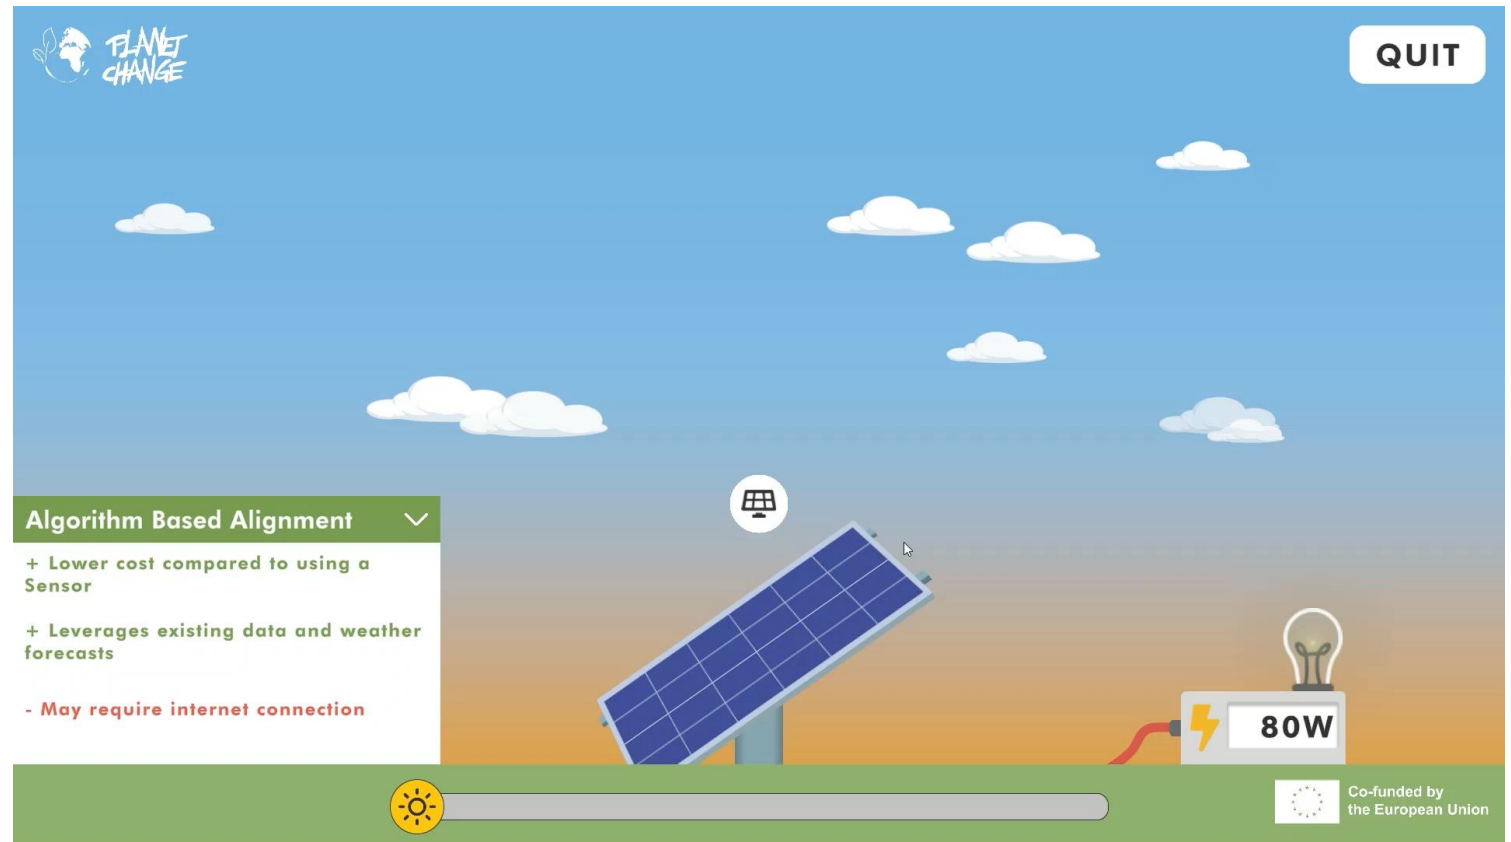 PLANET
CHANGE
QUIT
Algorithm Based Alignment
+ Lower cost compared to using a
Sensor
+ Leverages existing data and weather
forecasts
- May require internet connection
80W
Co-funded by
the European Union